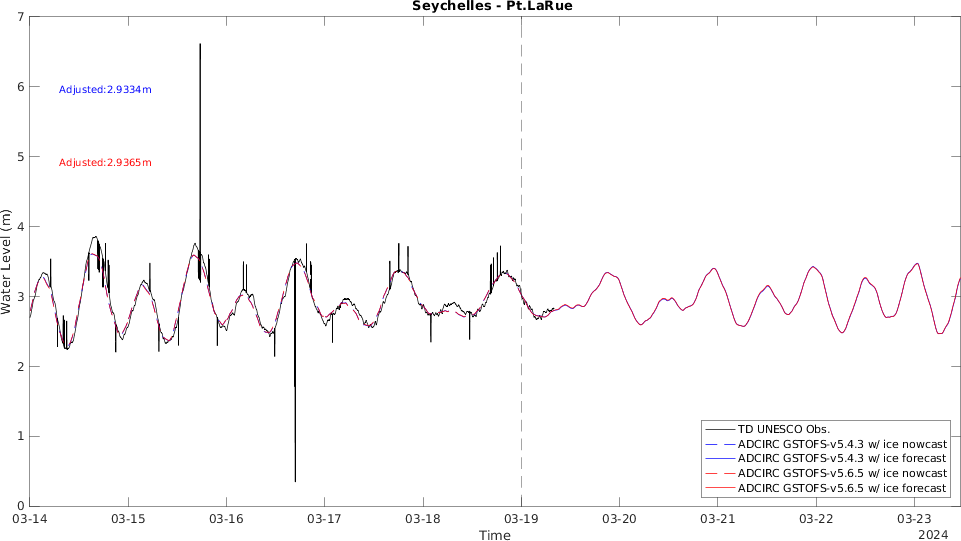 Seychelles - Pt.LaRue
7
6
5
4
3
2
1
0
Water Level (m)
Adjusted:2.9334m
Adjusted:2.9365m
TD UNESCO Obs.
ADCIRC GSTOFS-v5.4.3 w/ ice nowcast
ADCIRC GSTOFS-v5.4.3 w/ ice forecast
ADCIRC GSTOFS-v5.6.5 w/ ice nowcast
ADCIRC GSTOFS-v5.6.5 w/ ice forecast
03-14 03-15 03-16 03-17 03-18 03-19 03-20 03-21 03-22 03-23
Time
2024